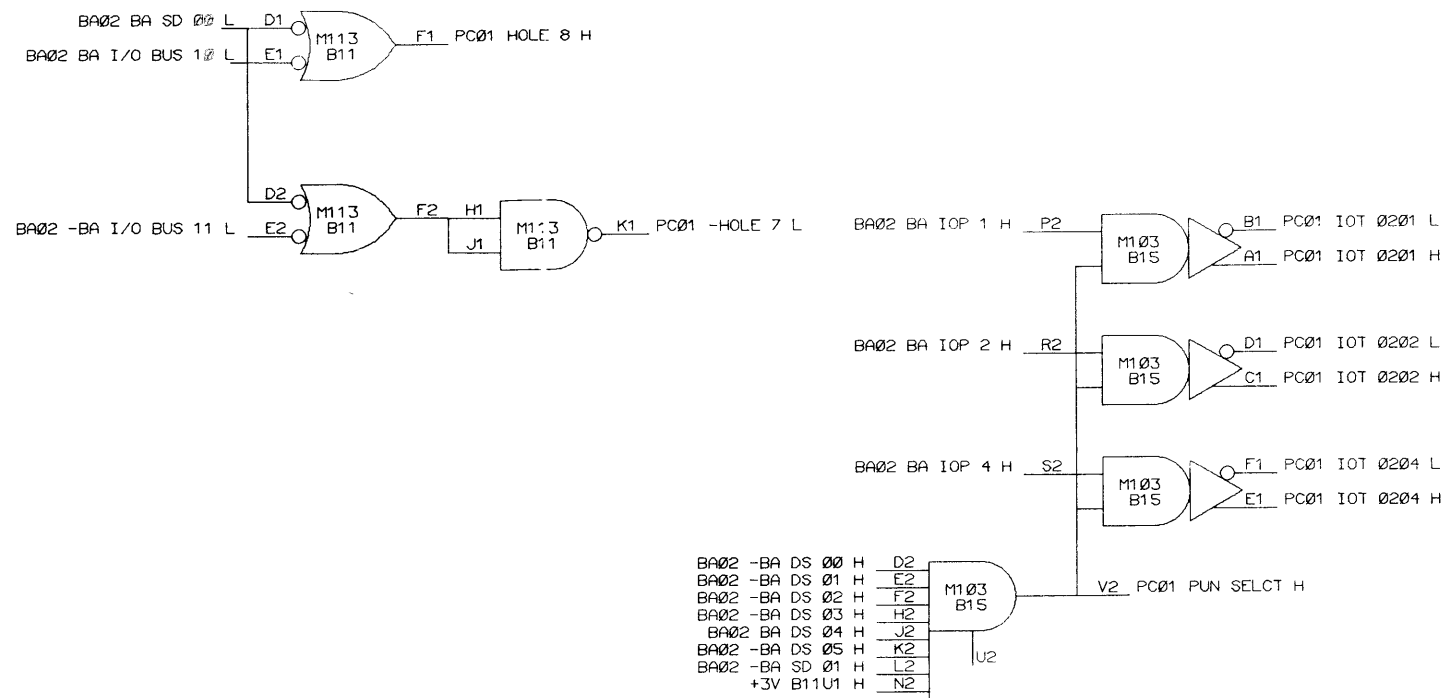 BAØ2 BA SD ØØ L D1
M113 B11
F1 PCØ1 HOLE 8 H
BAØ2 BA I/O BUS 1Ø L E1
D2
BAØ2 -BA I/O BUS 11 L E2
M113 B11
F2
H1
J1
M113 B11
K1 PCØ1 -HOLE 7 L
BAØ2 BA IOP 1 H P2
M1Ø3 B15
B1 PCØ1 IOT Ø2Ø1 L
A1 PCØ1 IOT Ø2Ø1 H
BAØ2 BA IOP 2 H R2
M1Ø3 B15
D1 PCØ1 IOT Ø2Ø2 L
C1 PCØ1 IOT Ø2Ø2 H
BAØ2 BA IOP 4 H S2
M1Ø3 B15
F1 PCØ1 IOT Ø2Ø4 L
E1 PCØ1 IOT Ø2Ø4 H
BAØ2 -BA DS ØØ H D2
BAØ2 -BA DS Ø1 H E2
BAØ2 -BA DS Ø2 H F2
BAØ2 -BA DS Ø3 H H2
BAØ2 BA DS Ø4 H J2
BAØ2 -BA DS Ø5 H K2
BAØ2 -BA SD Ø1 H L2
+3V B11U1 H N2
M1Ø3 B15
U2
V2 PCØ1 PUN SELCT H